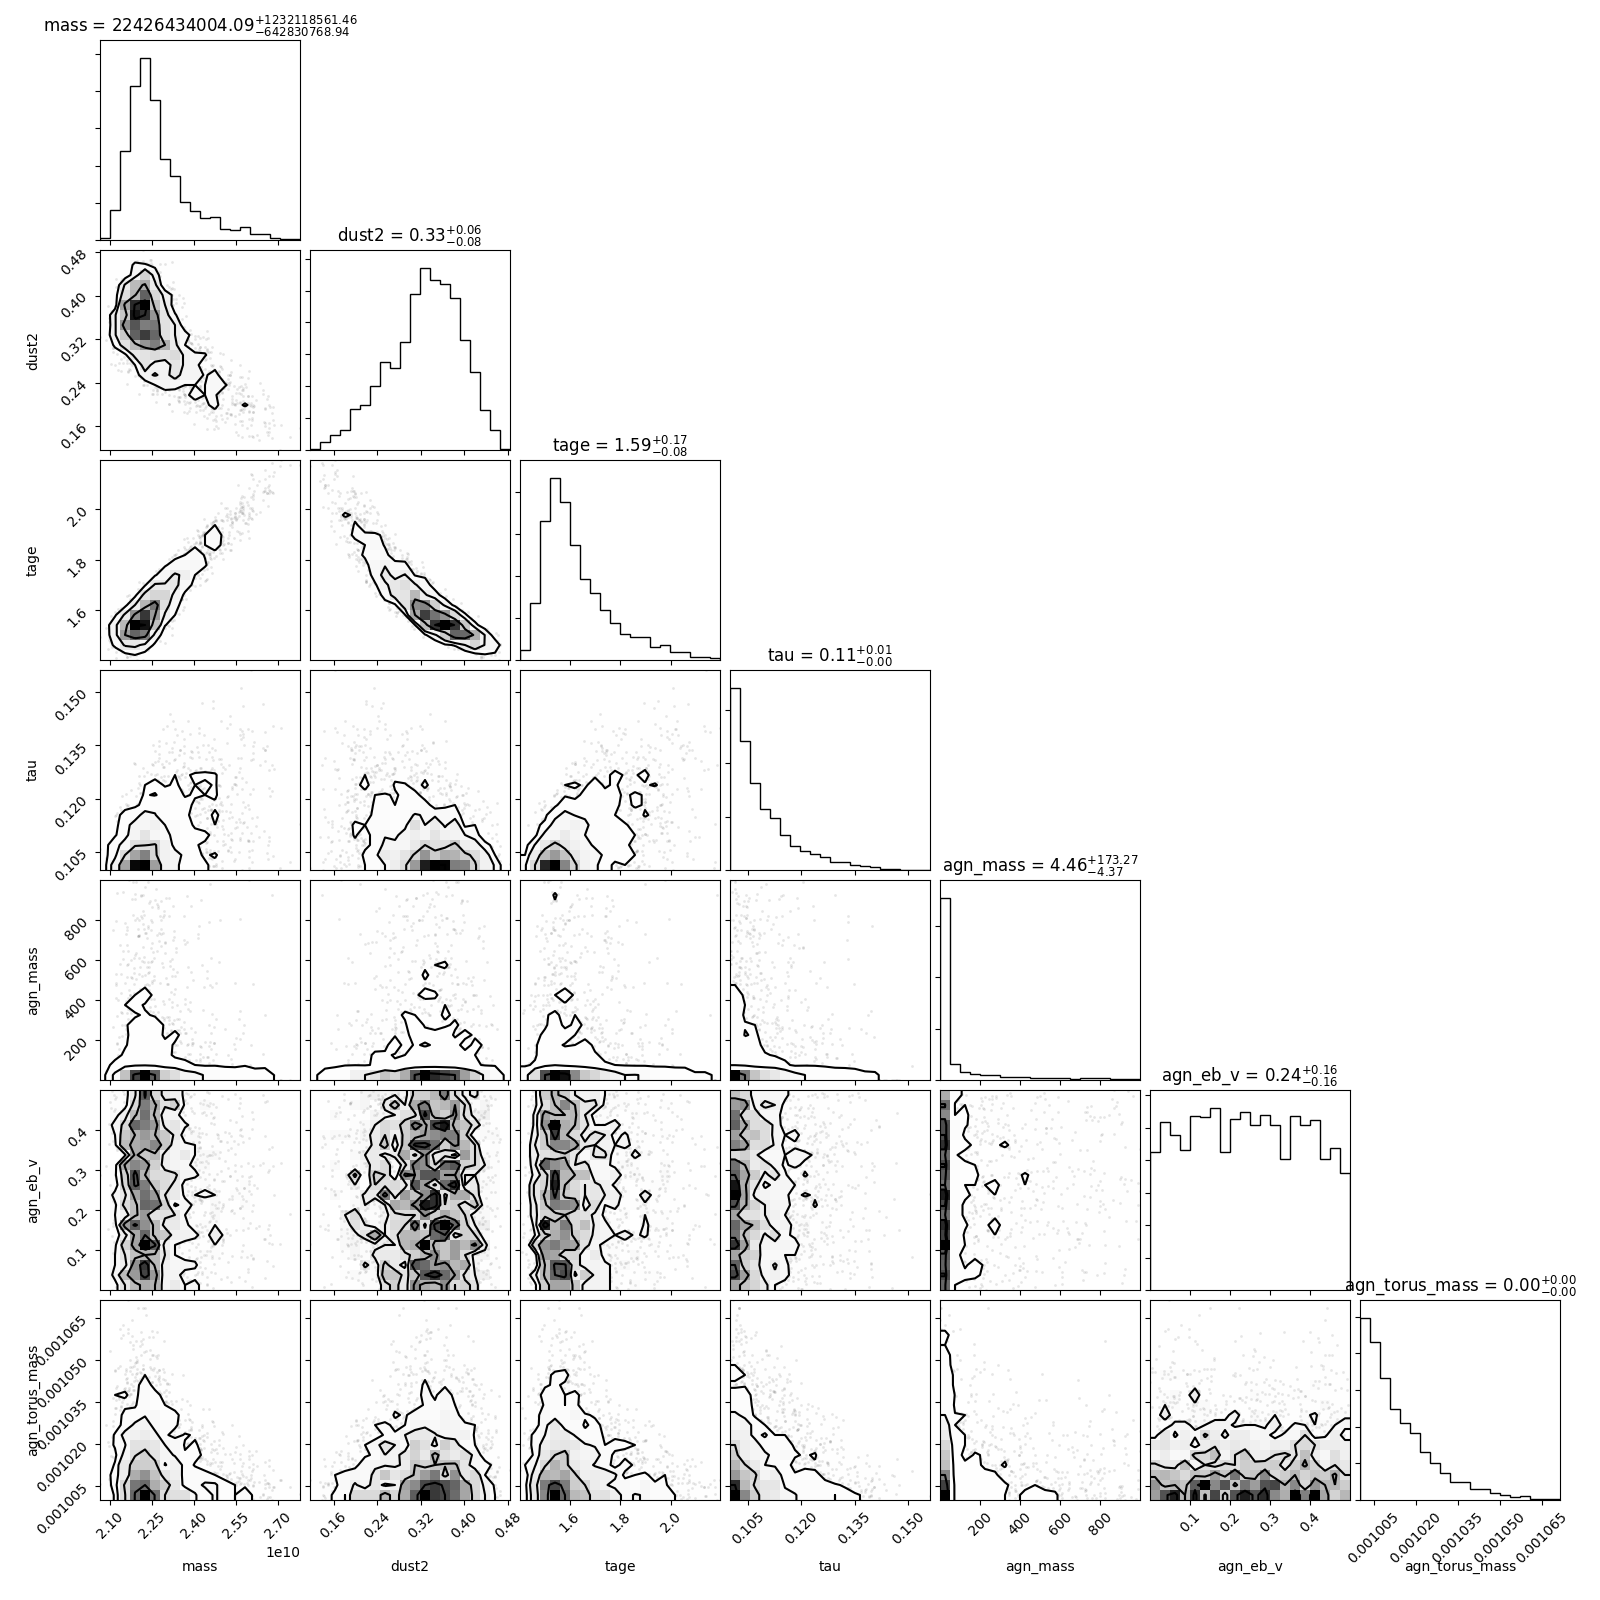 mass = 22426434004.09 +1232118561.46 −642830768.94
dust2 = 0.33 +0.06 −0.08
0.48
0.40
0.32
0.24
0.16
dust2
tage = 1.59 +0.17 −0.08
2.0
1.8
1.6
tage
tau = 0.11 +0.01 −0.00
0.150
0.135
0.120
0.105
tau
agn_mass = 4.46 +173.27 −4.37
800
600
400
200
agn_mass
agn_eb_v = 0.24 +0.16 −0.16
0.4
0.3
0.2
0.1
agn_eb_v
agn_torus_mass = 0.00 +0.00 −0.00
0.001065
0.001050
0.001035
0.001020
0.001005
agn_torus_mass
2.10 2.25 2.40 2.55 2.70
1e10
mass
0.16 0.24 0.32 0.40 0.48
dust2
1.6 1.8 2.0
tage
0.105 0.120 0.135 0.150
tau
200 400 600 800
agn_mass
0.1 0.2 0.3 0.4
agn_eb_v
0.001005 0.001020 0.001035 0.001050 0.001065
agn_torus_mass